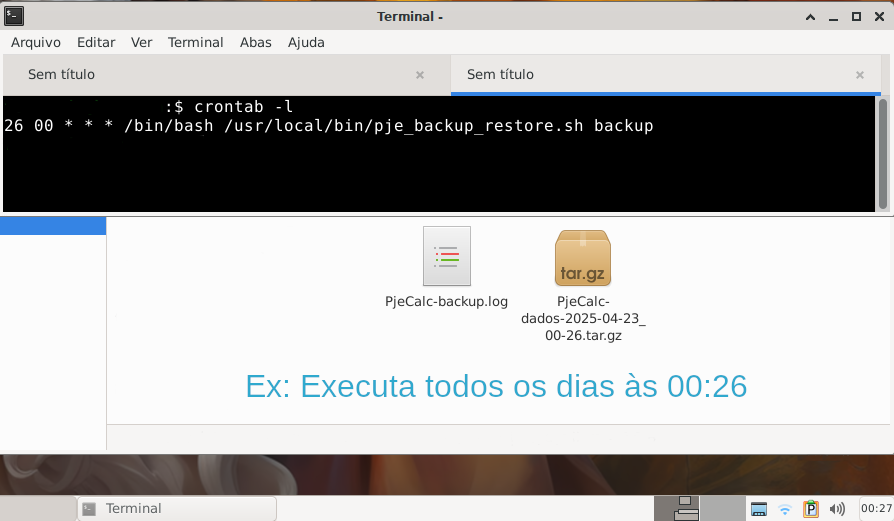 Terminal -
Arquivo Editar Ver Terminal Abas Ajuda
Sem título
Sem título
:$ crontab -l
26 00 * * * /bin/bash /usr/local/bin/pje_backup_restore.sh backup
tar.gz
PjeCalc-backup.log
PjeCalc-
dados-2025-04-23_
00-26.tar.gz
Ex: Executa todos os dias às 00:26
Terminal
P
00:27